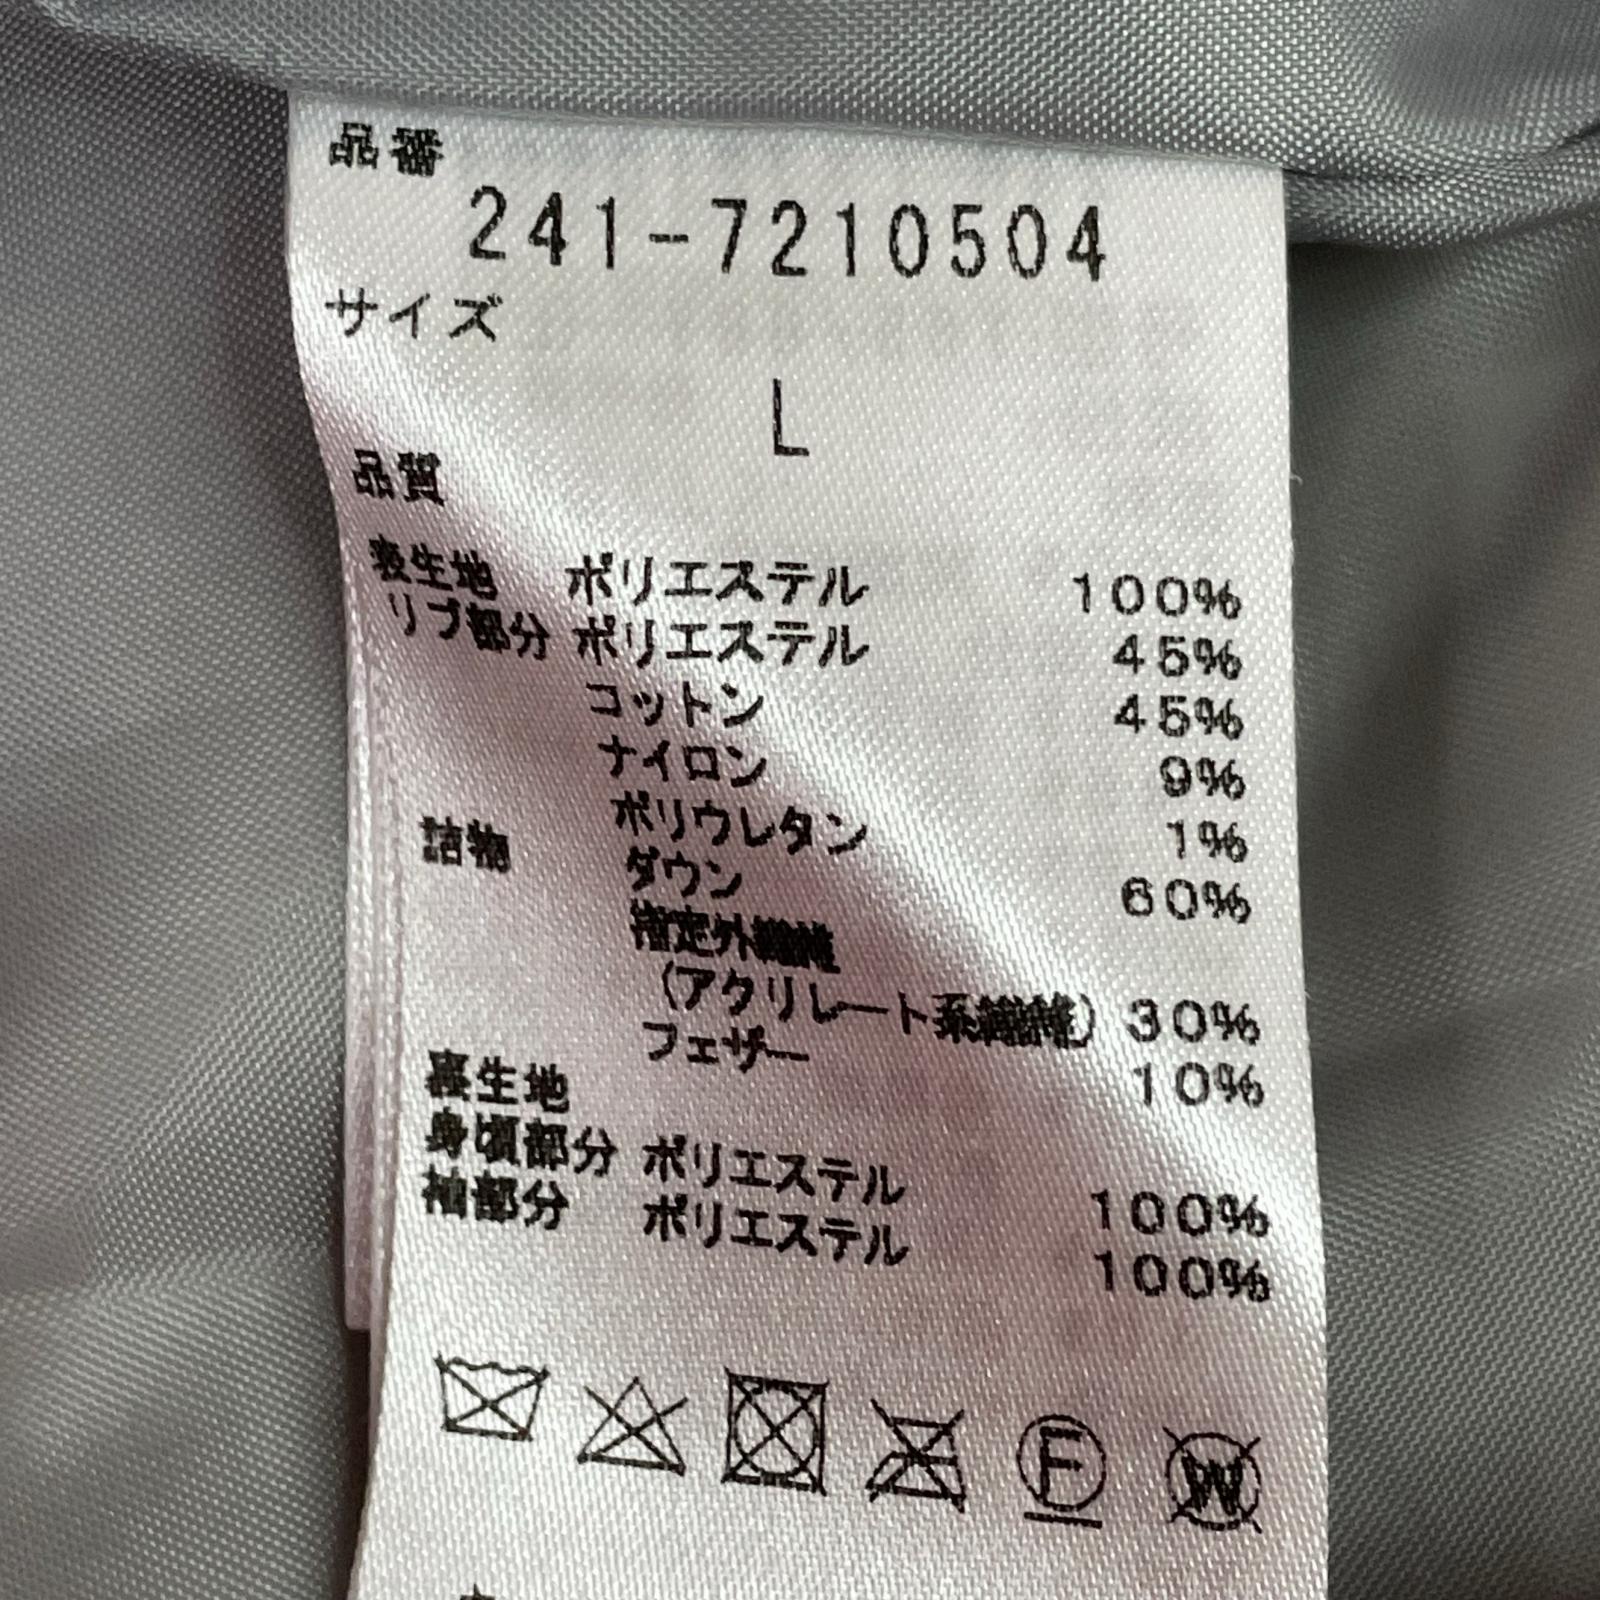 品番
241-7210504
サイズ
L
品質
表生地 ポリエステル 100%
リブ部分 ポリエステル 45%
コットン 45%
ナイロン 9%
ポリウレタン 1%
詰物 ダウン 60%
指定外繊維
(アクリレート系繊維) 30%
フェザー 10%
裏生地
身頃部分 ポリエステル 100%
袖部分 ポリエステル 100%
F W